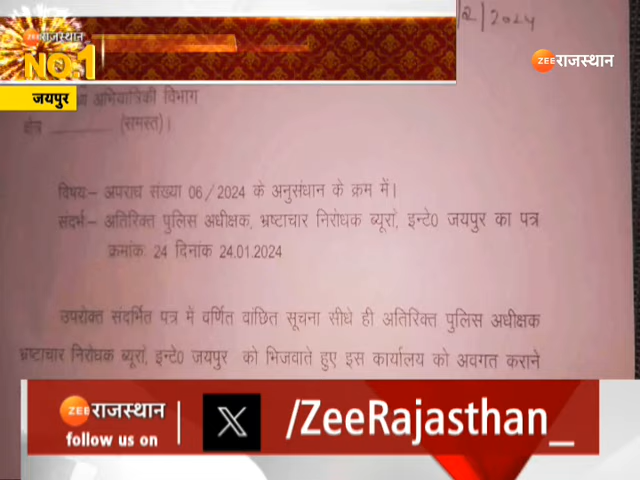 /2/2024
ZEE राजस्थान
NO.1
ZEE राजस्थान
जयपुर
अभियांत्रिकी विभाग
क्षेत्र ________ (समस्त)।
विषयः– अपराध संख्या 06/2024 के अनुसंधान के क्रम में।
संदर्भः– अतिरिक्त पुलिस अधीक्षक, भ्रष्टाचार निरोधक ब्यूरो, इन्टे0 जयपुर का पत्र
क्रमांकः 24 दिनांक 24.01.2024
उपरोक्त संदर्भित पत्र में वर्णित वांछित सूचना सीधे ही अतिरिक्त पुलिस अधीक्षक
भ्रष्टाचार निरोधक ब्यूरो, इन्टे0 जयपुर को भिजवाते हुए इस कार्यालय को अवगत कराने
ZEE राजस्थान
follow us on
X
/ZeeRajasthan_